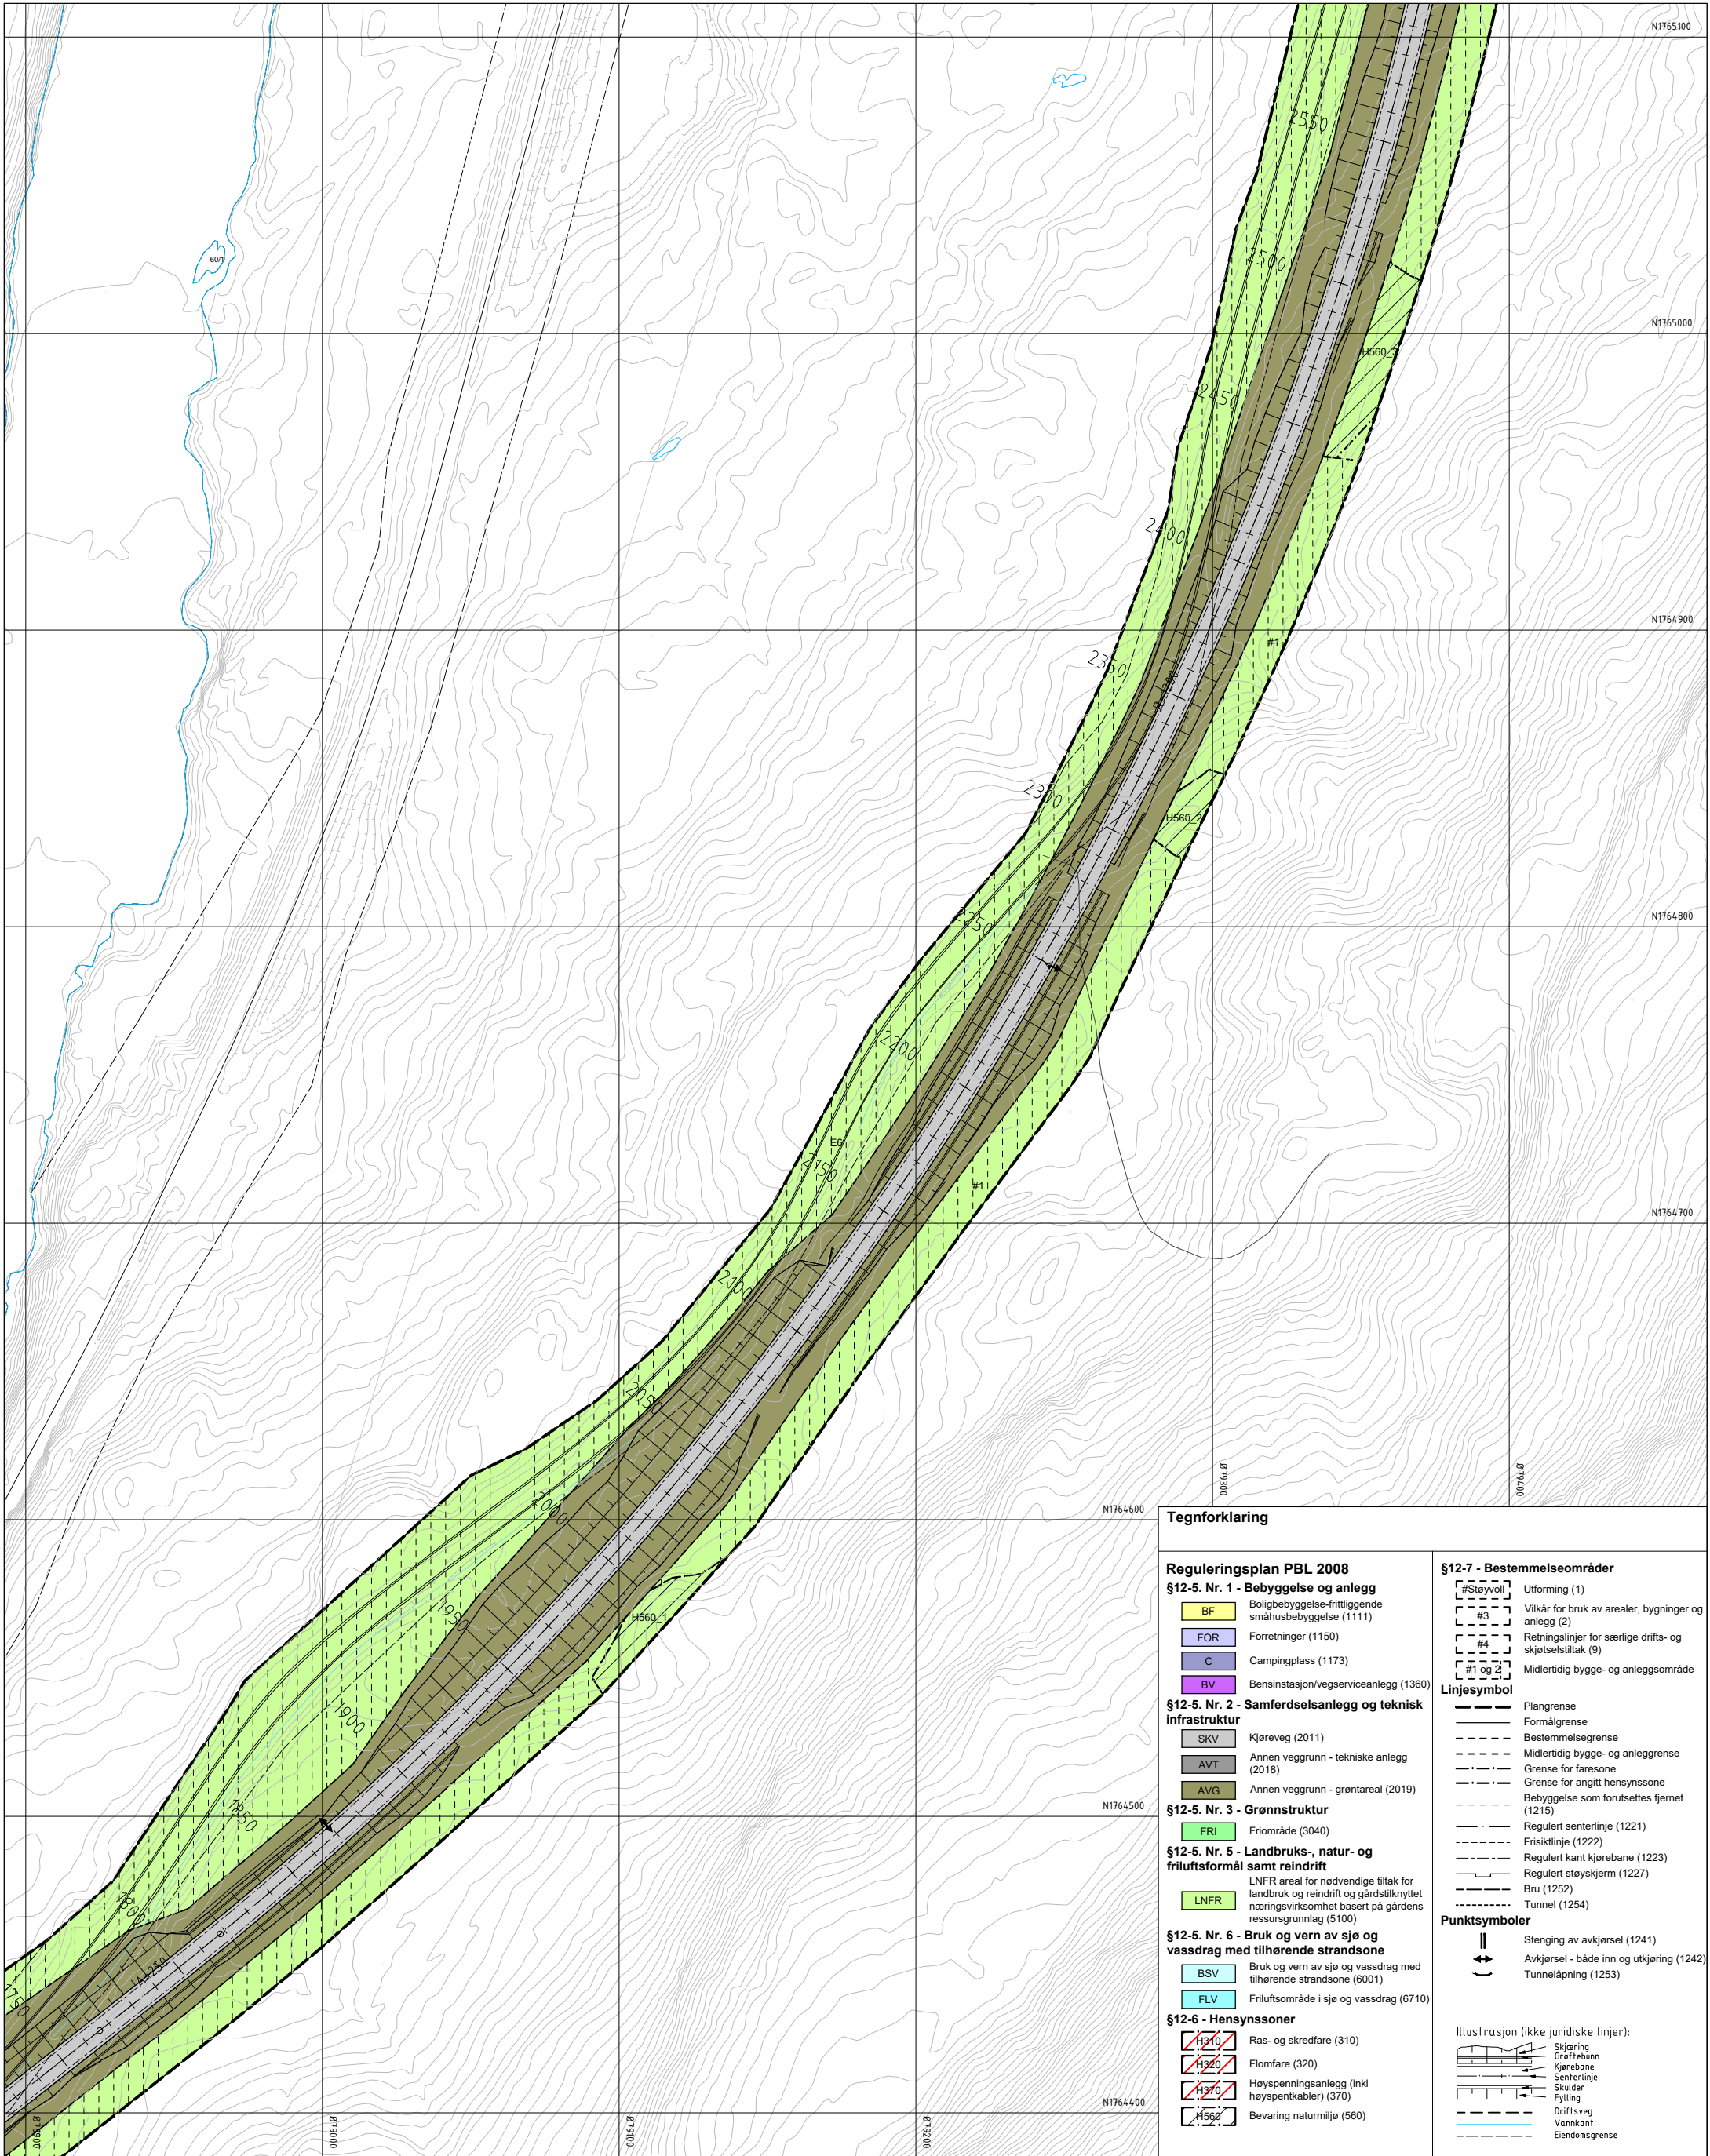 N1765100
2550
60/1
2500
N1765000
H560_3
2450
2400
N1764900
#1
2350
R=1200
2300
H560_2
N1764800
2250
2200
E6
2150
#1
N1764700
2100
2050
Ø79300
Ø79400
2000
N1764600
1950
H560_1
1900
N1764500
1850
1800
A=250
1750
Ø78900
Ø79000
Ø79100
Ø79200
N1764400
Tegnforklaring
Reguleringsplan PBL 2008
§12-5. Nr. 1 - Bebyggelse og anlegg
BF Boligbebyggelse-frittliggende
småhusbebyggelse (1111)
FOR Forretninger (1150)
C Campingplass (1173)
BV Bensinstasjon/vegserviceanlegg (1360)
§12-5. Nr. 2 - Samferdselsanlegg og teknisk
infrastruktur
SKV Kjøreveg (2011)
AVT Annen veggrunn - tekniske anlegg
(2018)
AVG Annen veggrunn - grøntareal (2019)
§12-5. Nr. 3 - Grønnstruktur
FRI Friområde (3040)
§12-5. Nr. 5 - Landbruks-, natur- og
friluftsformål samt reindrift
LNFR LNFR areal for nødvendige tiltak for
landbruk og reindrift og gårdstilknyttet
næringsvirksomhet basert på gårdens
ressursgrunnlag (5100)
§12-5. Nr. 6 - Bruk og vern av sjø og
vassdrag med tilhørende strandsone
BSV Bruk og vern av sjø og vassdrag med
tilhørende strandsone (6001)
FLV Friluftsområde i sjø og vassdrag (6710)
§12-6 - Hensynssoner
H310 Ras- og skredfare (310)
H320 Flomfare (320)
H370 Høyspenningsanlegg (inkl
høyspentkabler) (370)
H560 Bevaring naturmiljø (560)
§12-7 - Bestemmelseområder
#Støyvoll Utforming (1)
#3 Vilkår for bruk av arealer, bygninger og
anlegg (2)
#4 Retningslinjer for særlige drifts- og
skjøtselstiltak (9)
#1 og 2 Midlertidig bygge- og anleggsområde
Linjesymbol
Plangrense
Formålgrense
Bestemmelsegrense
Midlertidig bygge- og anleggrense
Grense for faresone
Grense for angitt hensynssone
Bebyggelse som forutsettes fjernet
(1215)
Regulert senterlinje (1221)
Frisiktlinje (1222)
Regulert kant kjørebane (1223)
Regulert støyskjerm (1227)
Bru (1252)
Tunnel (1254)
Punktsymboler
Stenging av avkjørsel (1241)
Avkjørsel - både inn og utkjøring (1242)
Tunnelåpning (1253)
Illustrasjon (ikke juridiske linjer):
Skjæring
Grøftebunn
Kjørebane
Senterlinje
Skulder
Fylling
Driftsveg
Vannkant
Eiendomsgrense